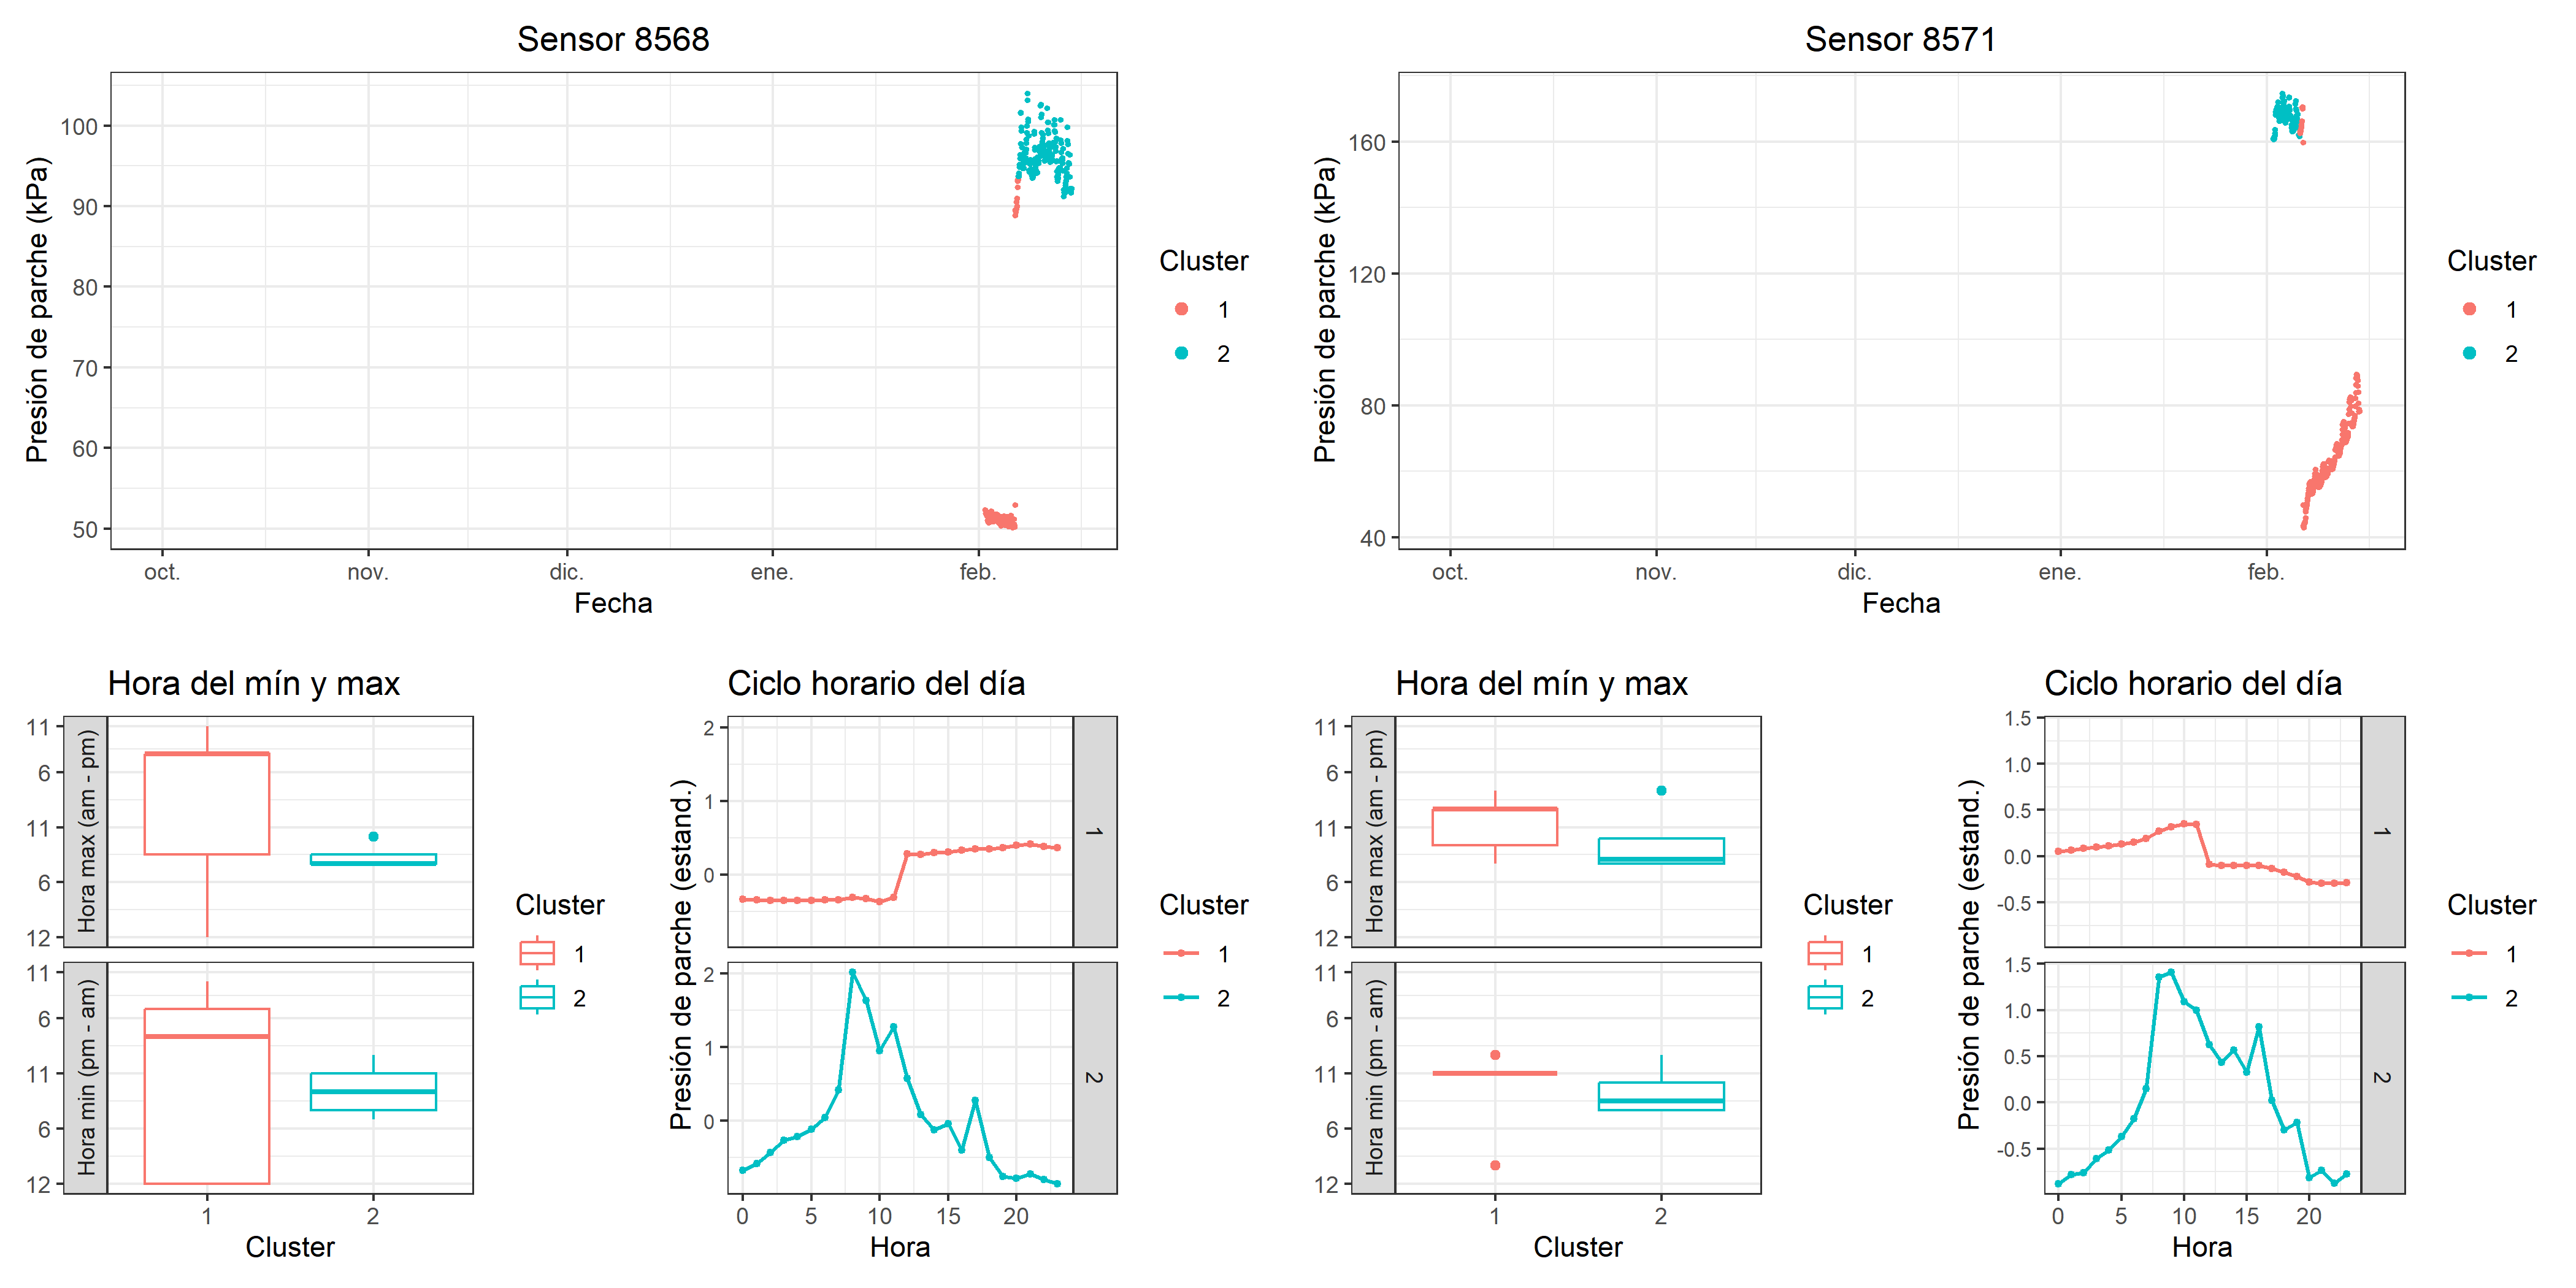 Sensor 8568
Presión de parche (kPa)
100
90
80
70
60
50
oct.
nov.
dic.
ene.
feb.
Fecha
Cluster
1
2
Sensor 8571
Presión de parche (kPa)
160
120
80
40
oct.
nov.
dic.
ene.
feb.
Fecha
Cluster
1
2
Hora del mín y max
Hora max (am - pm)
11
6
11
6
12
Hora min (pm - am)
11
6
11
6
12
1
2
Cluster
Cluster
1
2
Ciclo horario del día
Presión de parche (estand.)
2
1
0
1
2
1
0
2
0
5
10
15
20
Hora
Cluster
1
2
Hora del mín y max
Hora max (am - pm)
11
6
11
6
12
Hora min (pm - am)
11
6
11
6
12
1
2
Cluster
Cluster
1
2
Ciclo horario del día
Presión de parche (estand.)
1.5
1.0
0.5
0.0
-0.5
1
1.5
1.0
0.5
0.0
-0.5
2
0
5
10
15
20
Hora
Cluster
1
2